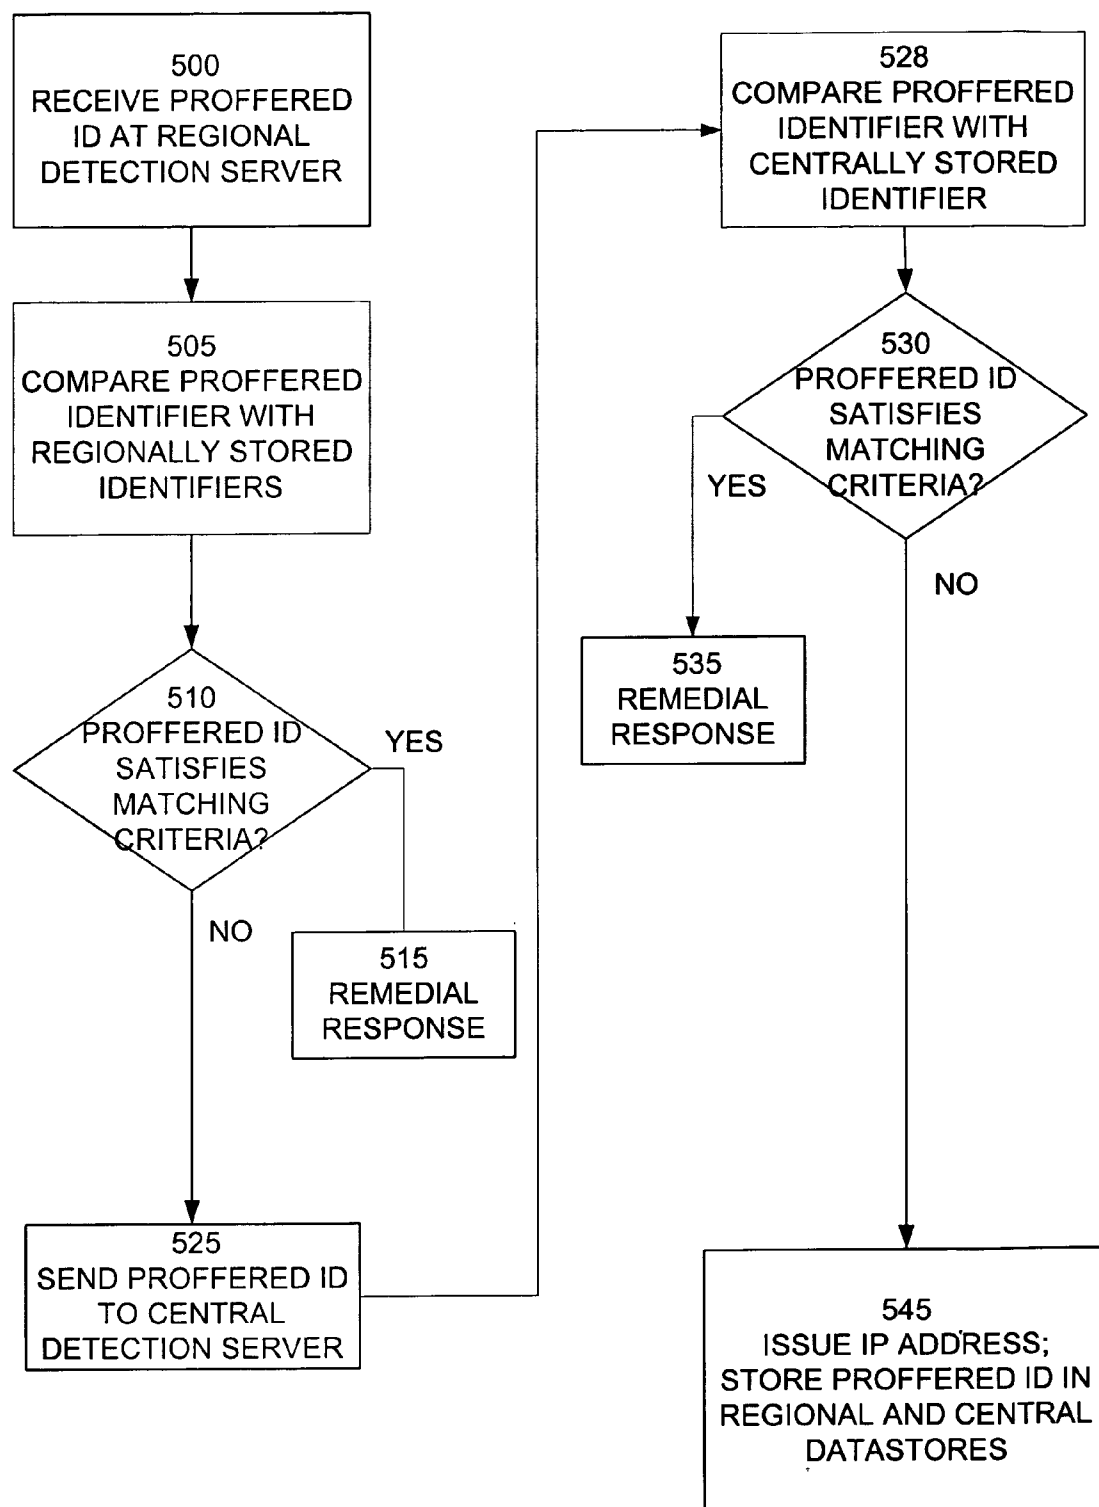 500
RECEIVE PROFFERED
ID AT REGIONAL
DETECTION SERVER
505
COMPARE PROFFERED
IDENTIFIER WITH
REGIONALLY STORED
IDENTIFIERS
510
PROFFERED ID
SATISFIES
MATCHING
CRITERIA?
YES
NO
515
REMEDIAL
RESPONSE
525
SEND PROFFERED ID
TO CENTRAL
DETECTION SERVER
528
COMPARE PROFFERED
IDENTIFIER WITH
CENTRALLY STORED
IDENTIFIER
530
PROFFERED ID
SATISFIES
MATCHING
CRITERIA?
YES
NO
535
REMEDIAL
RESPONSE
545
ISSUE IP ADDRESS;
STORE PROFFERED ID IN
REGIONAL AND CENTRAL
DATASTORES